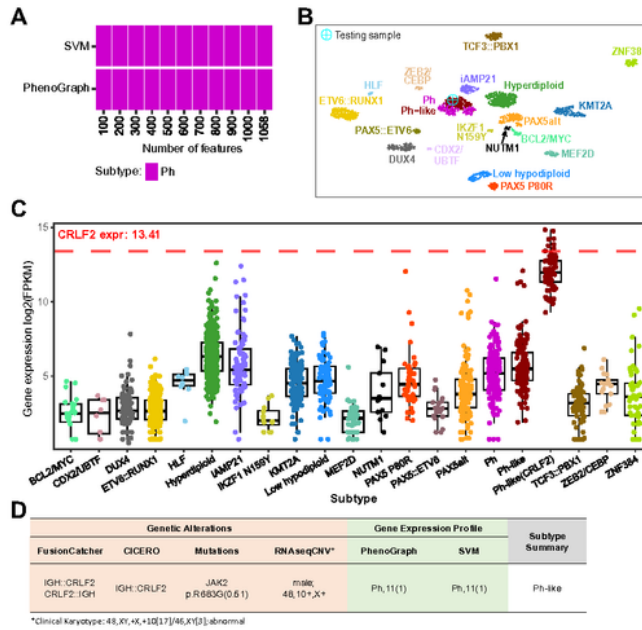 A
SVM
PhenoGraph
100
200
300
400
500
600
700
800
900
1000
1058
Number of features
Subtype: Ph
B
Testing sample
TCF3::PBX1
ZNF384
ZEB2/
CEBP
iAMP21
HLF
Hyperdiploid
Ph
ETV6::RUNX1
Ph-like
KMT2A
PAX5::ETV6
IKZF1
N159Y
PAX5alt
BCL2/MYC
NUTM1
DUX4
CDX2/
UBTF
MEF2D
Low hypodiploid
PAX5 P80R
C
CRLF2 expr: 13.41
Gene expression log2(FPKM)
15
10
5
BCL2/MYC
CDX2/UBTF
DUX4
ETV6::RUNX1
HLF
Hyperdiploid
iAMP21
IKZF1 N159Y
KMT2A
Low hypodiploid
MEF2D
NUTM1
PAX5 P80R
PAX5::ETV6
PAX5alt
Ph
Ph-like
Ph-like(CRLF2)
TCF3::PBX1
ZEB2/CEBP
ZNF384
Subtype
D
Genetic Alterations Gene Expression Profile Subtype Summary
FusionCatcher CICERO Mutations RNAseqCNV* PhenoGraph SVM
IGH::CRLF2 CRLF2::IGH IGH::CRLF2 JAK2 p.R683G(0.51) male; 48,10+,X+ Ph,11(1) Ph,11(1) Ph-like
*Clinical Karyotype: 48,XY,+X,+10[17]/46,XY[3];abnormal